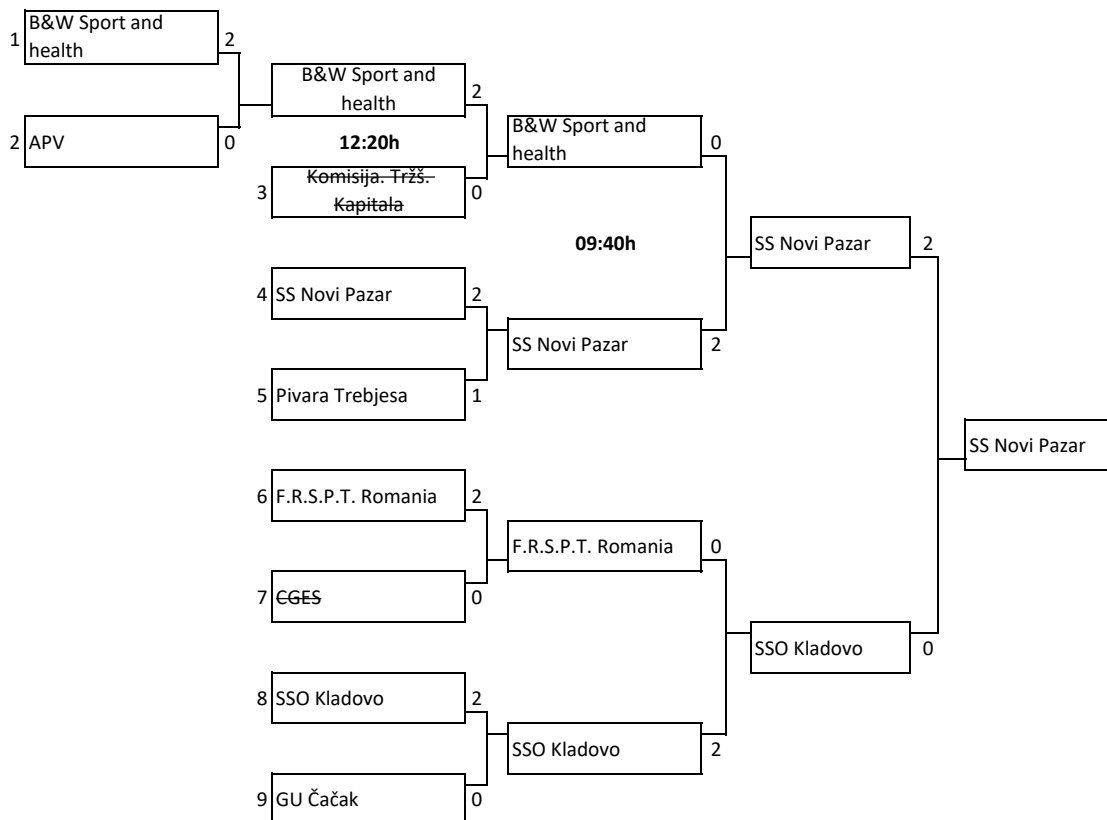 B&W Sport and
health
1
2
B&W Sport and
health
2
2 APV
0
12:20h
B&W Sport and
health
0
3
Komisija. Tržš.
Kapitala
0
09:40h
SS Novi Pazar
2
4 SS Novi Pazar
2
SS Novi Pazar
2
5 Pivara Trebjesa
1
SS Novi Pazar
6 F.R.S.P.T. Romania
2
F.R.S.P.T. Romania
0
7 CGES
0
SSO Kladovo
0
8 SSO Kladovo
2
SSO Kladovo
2
9 GU Čačak
0